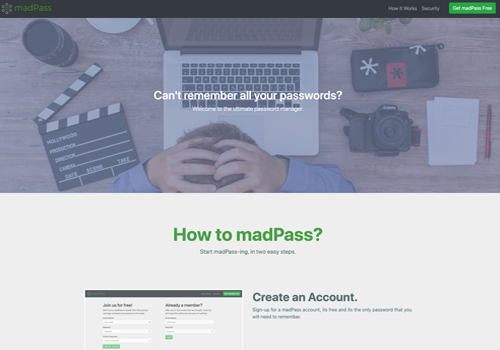 madPass
How It Works
Security
Get madPass Free
Can't remember all your passwords?
Welcome to the ultimate password manager.
HOLLYWOOD
PRODUCTION
DIRECTOR
CAMERA
DATE
SCENE
TAKE
How to madPass?
Start madPass-ing, in two easy steps.
Create an Account.
Sign-up for a madPass account, its free and its the only password that you
will need to remember.
Join us for free!
Already a member?